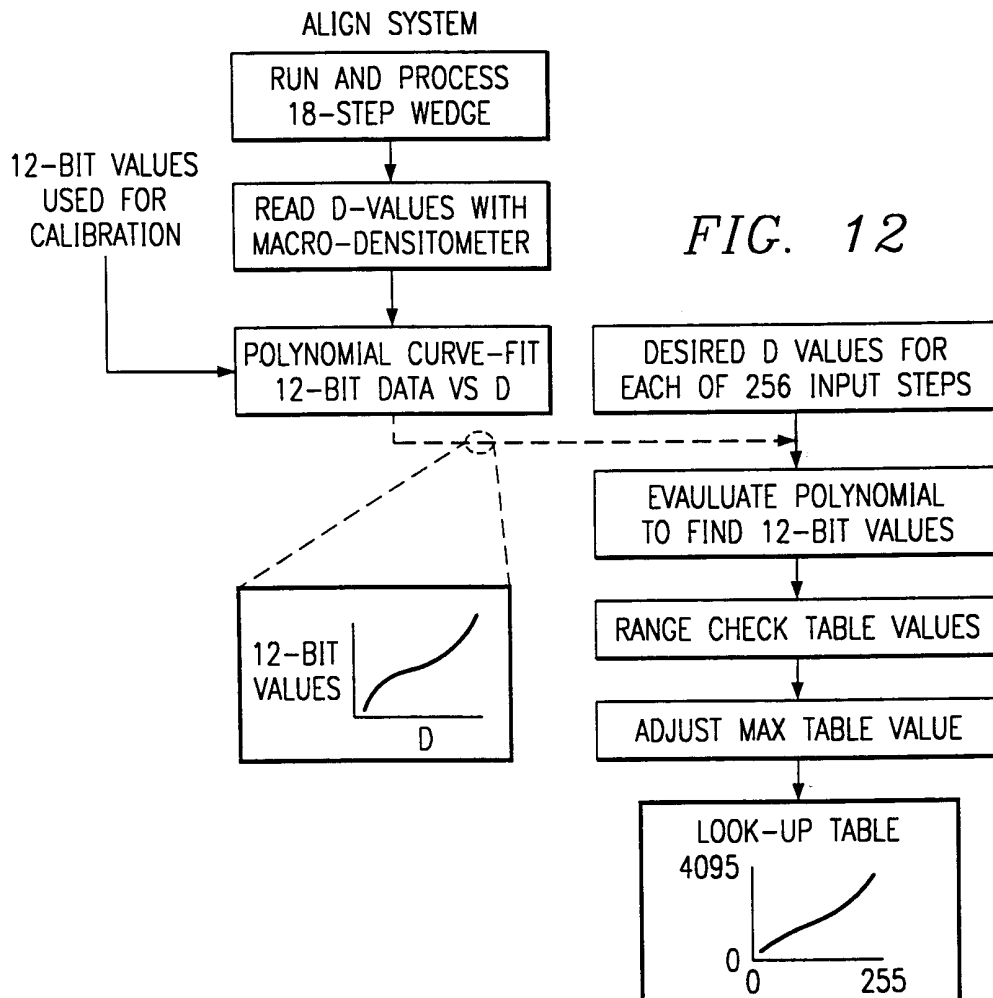 ALIGN SYSTEM
RUN AND PROCESS
18-STEP WEDGE
12-BIT VALUES
USED FOR
CALIBRATION
READ D-VALUES WITH
MACRO-DENSITOMETER
FIG. 12
POLYNOMIAL CURVE-FIT
12-BIT DATA VS D
DESIRED D VALUES FOR
EACH OF 256 INPUT STEPS
EVAULUATE POLYNOMIAL
TO FIND 12-BIT VALUES
12-BIT
VALUES
D
RANGE CHECK TABLE VALUES
ADJUST MAX TABLE VALUE
LOOK-UP TABLE
4095
0
0
255